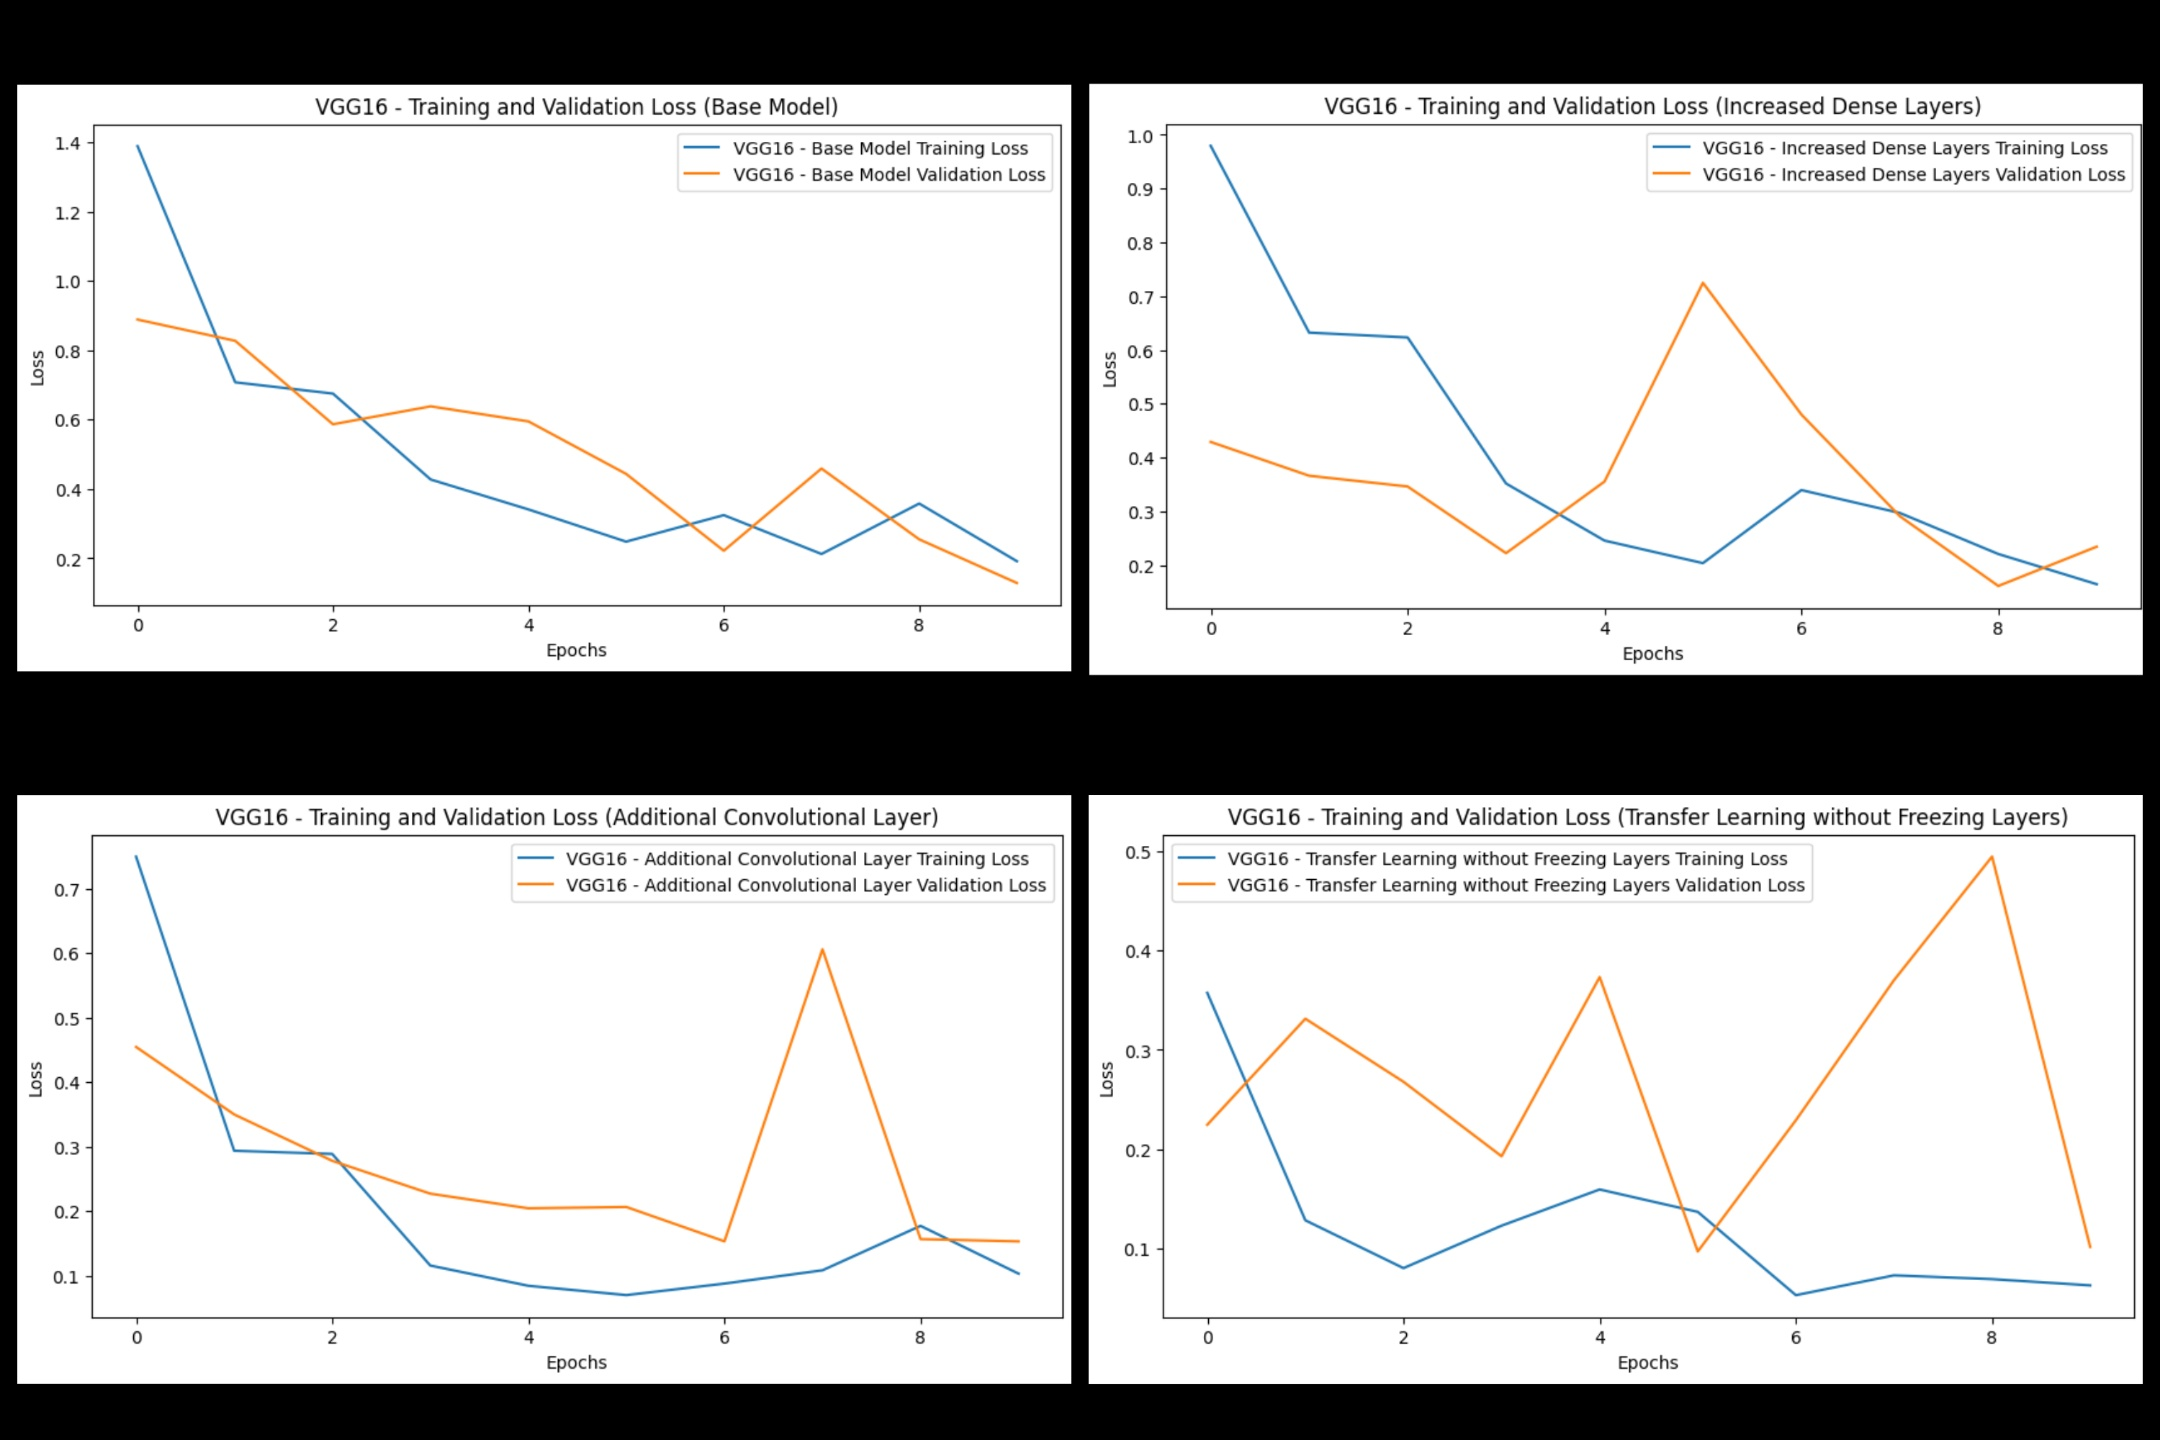 VGG16 - Training and Validation Loss (Base Model)
VGG16 - Base Model Training Loss
VGG16 - Base Model Validation Loss
1.4
1.2
1.0
0.8
0.6
0.4
0.2
Loss
0 2 4 6 8
Epochs
VGG16 - Training and Validation Loss (Increased Dense Layers)
VGG16 - Increased Dense Layers Training Loss
VGG16 - Increased Dense Layers Validation Loss
1.0
0.9
0.8
0.7
0.6
0.5
0.4
0.3
0.2
Loss
0 2 4 6 8
Epochs
VGG16 - Training and Validation Loss (Additional Convolutional Layer)
VGG16 - Additional Convolutional Layer Training Loss
VGG16 - Additional Convolutional Layer Validation Loss
0.7
0.6
0.5
0.4
0.3
0.2
0.1
Loss
0 2 4 6 8
Epochs
VGG16 - Training and Validation Loss (Transfer Learning without Freezing Layers)
VGG16 - Transfer Learning without Freezing Layers Training Loss
VGG16 - Transfer Learning without Freezing Layers Validation Loss
0.5
0.4
0.3
0.2
0.1
Loss
0 2 4 6 8
Epochs